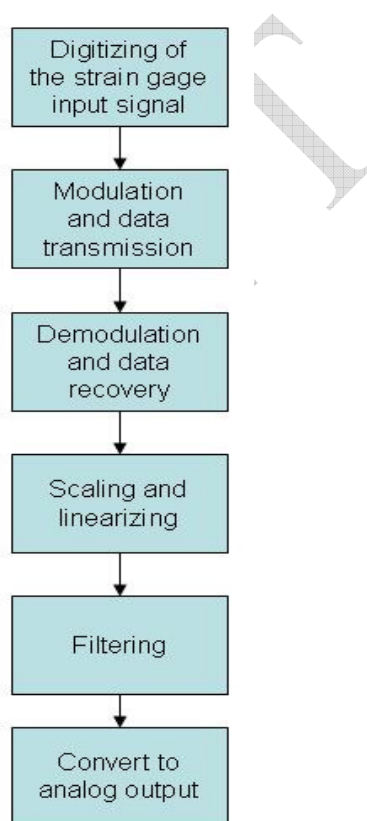 Digitizing of
the strain gage
input signal
Modulation
and data
transmission
Demodulation
and data
recovery
Scaling and
linearizing
Filtering
Convert to
analog output